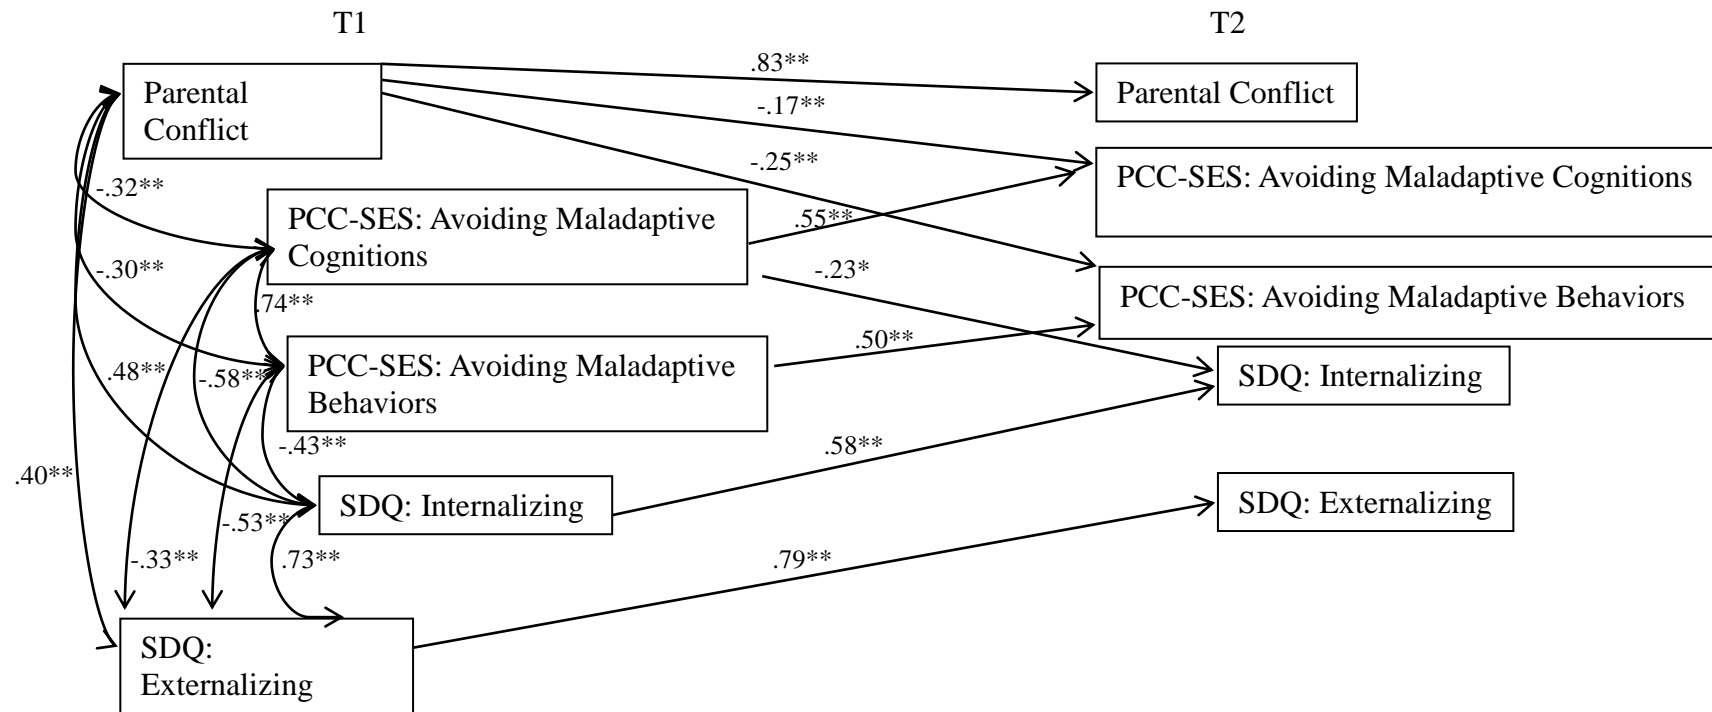 T1
T2
.83**
Parental
Conflict
Parental Conflict
-.17**
-.25**
PCC-SES: Avoiding Maladaptive Cognitions
-.32**
PCC-SES: Avoiding Maladaptive
Cognitions
.55**
-.30**
-.23*
.74**
PCC-SES: Avoiding Maladaptive Behaviors
.50**
PCC-SES: Avoiding Maladaptive
Behaviors
.48**
-.58**
SDQ: Internalizing
-.43**
.58**
.40**
SDQ: Internalizing
SDQ: Externalizing
-.53**
-.33**
.73**
.79**
SDQ:
Externalizing